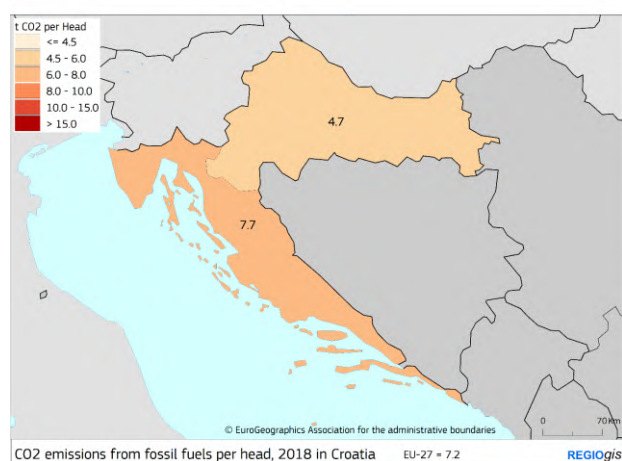 t CO2 per Head
<= 4.5
4.5 - 6.0
6.0 - 8.0
8.0 - 10.0
10.0 - 15.0
> 15.0
4.7
7.7
© EuroGeographics Association for the administrative boundaries
0 70 Km
CO2 emissions from fossil fuels per head, 2018 in Croatia EU-27 = 7.2 REGIOgis